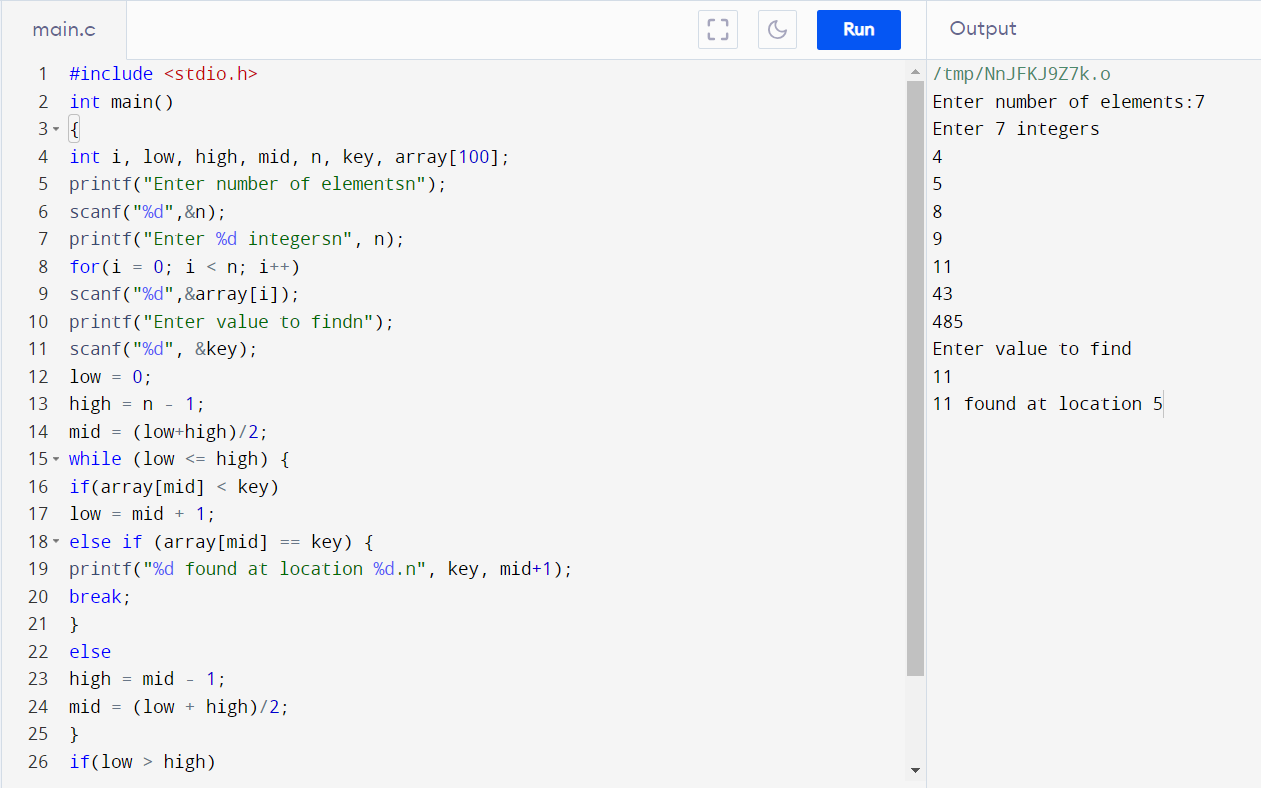 main.c
Run
Output
1 #include <stdio.h>
2 int main()
3 {
4 int i, low, high, mid, n, key, array[100];
5 printf("Enter number of elementsn");
6 scanf("%d",&n);
7 printf("Enter %d integersn", n);
8 for(i = 0; i < n; i++)
9 scanf("%d",&array[i]);
10 printf("Enter value to findn");
11 scanf("%d", &key);
12 low = 0;
13 high = n - 1;
14 mid = (low+high)/2;
15 while (low <= high) {
16 if(array[mid] < key)
17 low = mid + 1;
18 else if (array[mid] == key) {
19 printf("%d found at location %d.n", key, mid+1);
20 break;
21 }
22 else
23 high = mid - 1;
24 mid = (low + high)/2;
25 }
26 if(low > high)
/tmp/NnJFKJ9Z7k.o
Enter number of elements:7
Enter 7 integers
4
5
8
9
11
43
485
Enter value to find
11
11 found at location 5